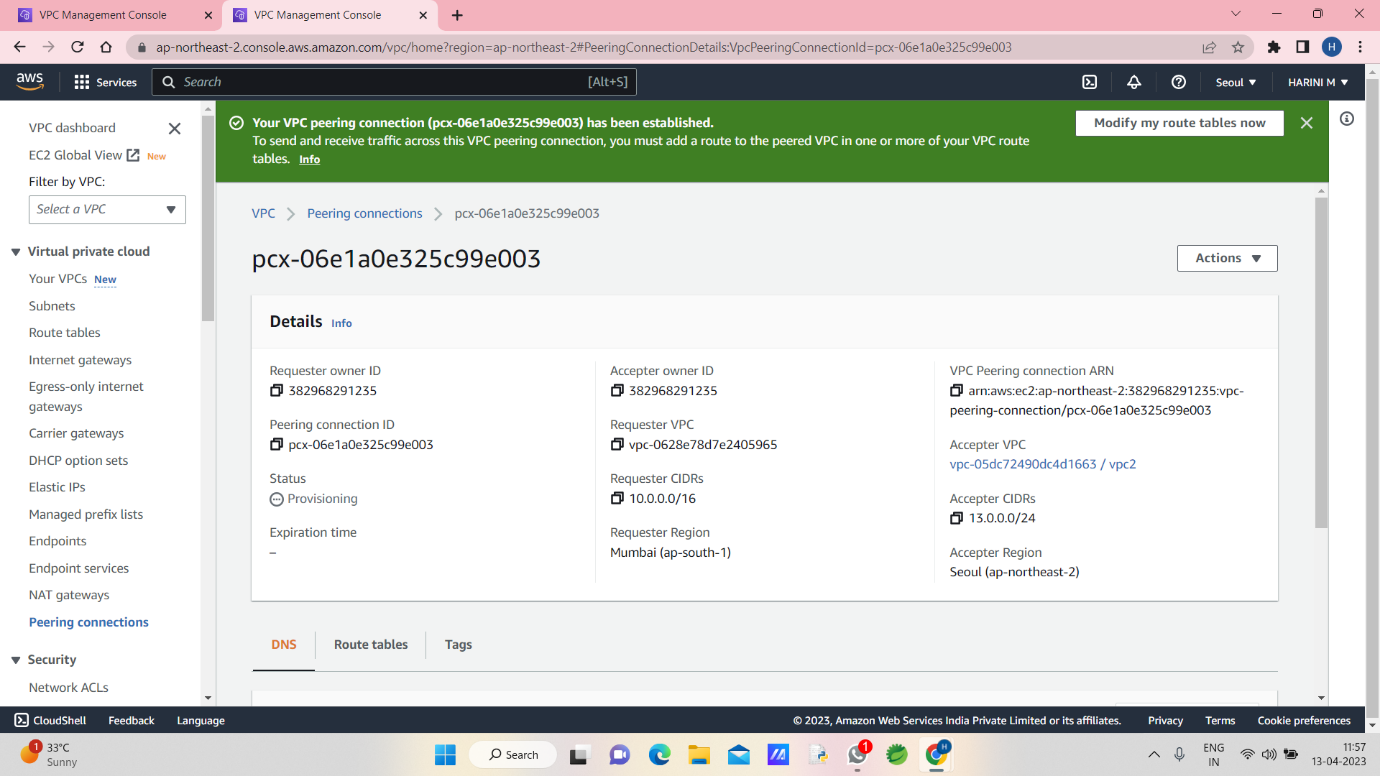 VPC Management Console
VPC Management Console
ap-northeast-2.console.aws.amazon.com/vpc/home?region=ap-northeast-2#PeeringConnectionDetails:VpcPeeringConnectionId=pcx-06e1a0e325c99e003
H
aws
Services
Search
[Alt+S]
Seoul
HARINI M
VPC dashboard
EC2 Global View New
Filter by VPC:
Select a VPC
Virtual private cloud
Your VPCs New
Subnets
Route tables
Internet gateways
Egress-only internet
gateways
Carrier gateways
DHCP option sets
Elastic IPs
Managed prefix lists
Endpoints
Endpoint services
NAT gateways
Peering connections
Security
Network ACLs
Your VPC peering connection (pcx-06e1a0e325c99e003) has been established.
To send and receive traffic across this VPC peering connection, you must add a route to the peered VPC in one or more of your VPC route
tables. Info
Modify my route tables now
VPC
Peering connections
pcx-06e1a0e325c99e003
pcx-06e1a0e325c99e003
Actions
Details Info
Requester owner ID
382968291235
Peering connection ID
pcx-06e1a0e325c99e003
Status
Provisioning
Expiration time
–
Accepter owner ID
382968291235
Requester VPC
vpc-0628e78d7e2405965
Requester CIDRs
10.0.0.0/16
Requester Region
Mumbai (ap-south-1)
VPC Peering connection ARN
arn:aws:ec2:ap-northeast-2:382968291235:vpc-
peering-connection/pcx-06e1a0e325c99e003
Accepter VPC
vpc-05dc72490dc4d1663 / vpc2
Accepter CIDRs
13.0.0.0/24
Accepter Region
Seoul (ap-northeast-2)
DNS
Route tables
Tags
CloudShell
Feedback
Language
© 2023, Amazon Web Services India Private Limited or its affiliates.
Privacy
Terms
Cookie preferences
1
33°C
Sunny
Search
1
H
ENG
IN
11:57
13-04-2023